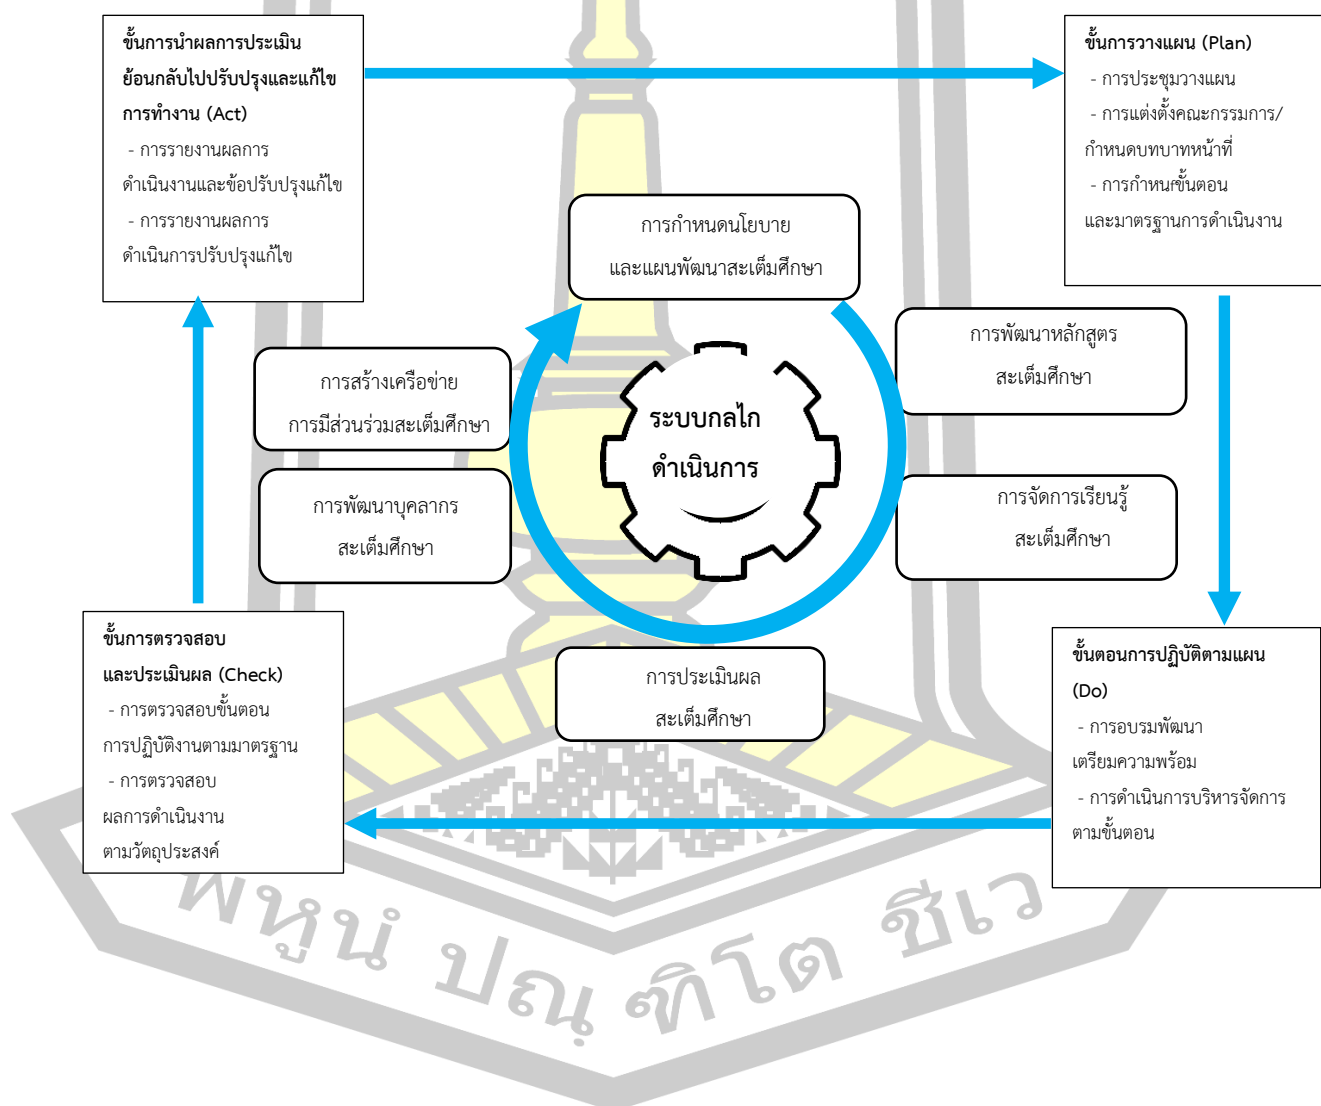 ขั้นการนำผลการประเมิน
ย้อนกลับไปปรับปรุงและแก้ไข
การทำงาน (Act)
- การรายงานผลการ
ดำเนินงานและข้อปรับปรุงแก้ไข
- การรายงานผลการ
ดำเนินการปรับปรุงแก้ไข
ขั้นการวางแผน (Plan)
- การประชุมวางแผน
- การแต่งตั้งคณะกรรมการ/
กำหนดบทบาทหน้าที่
- การกำหนดขั้นตอน
และมาตรฐานการดำเนินงาน
การกำหนดนโยบาย
และแผนพัฒนาสะเต็มศึกษา
การพัฒนาหลักสูตร
สะเต็มศึกษา
การสร้างเครือข่าย
การมีส่วนร่วมสะเต็มศึกษา
ระบบกลไก
ดำเนินการ
การพัฒนาบุคลากร
สะเต็มศึกษา
การจัดการเรียนรู้
สะเต็มศึกษา
การประเมินผล
สะเต็มศึกษา
ขั้นการตรวจสอบ
และประเมินผล (Check)
- การตรวจสอบขั้นตอน
การปฏิบัติงานตามมาตรฐาน
- การตรวจสอบ
ผลการดำเนินงาน
ตามวัตถุประสงค์
ขั้นตอนการปฏิบัติตามแผน
(Do)
- การอบรมพัฒนา
เตรียมความพร้อม
- การดำเนินการบริหารจัดการ
ตามขั้นตอน
พหูนํ ปณฺฑิโต ชีเว